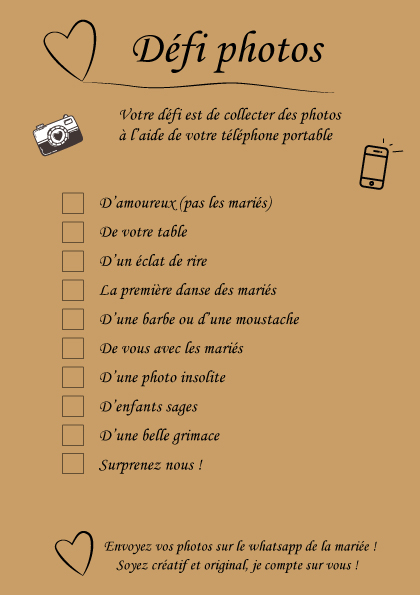 Défi photos
Votre défi est de collecter des photos
à l'aide de votre téléphone portable
D'amoureux (pas les mariés)
De votre table
D'un éclat de rire
La première danse des mariés
D'une barbe ou d'une moustache
De vous avec les mariés
D'une photo insolite
D'enfants sages
D'une belle grimace
Surprenez nous !
Envoyez vos photos sur le whatsapp de la mariée !
Soyez créatif et original, je compte sur vous !